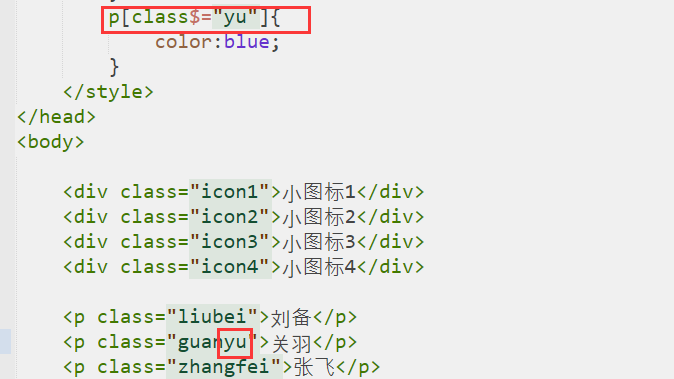 p[class$="yu"]{
color:blue;
}
</style>
</head>
<body>
<div class="icon1">小图标1</div>
<div class="icon2">小图标2</div>
<div class="icon3">小图标3</div>
<div class="icon4">小图标4</div>
<p class="liubei">刘备</p>
<p class="guanyu">关羽</p>
<p class="zhangfei">张飞</p>